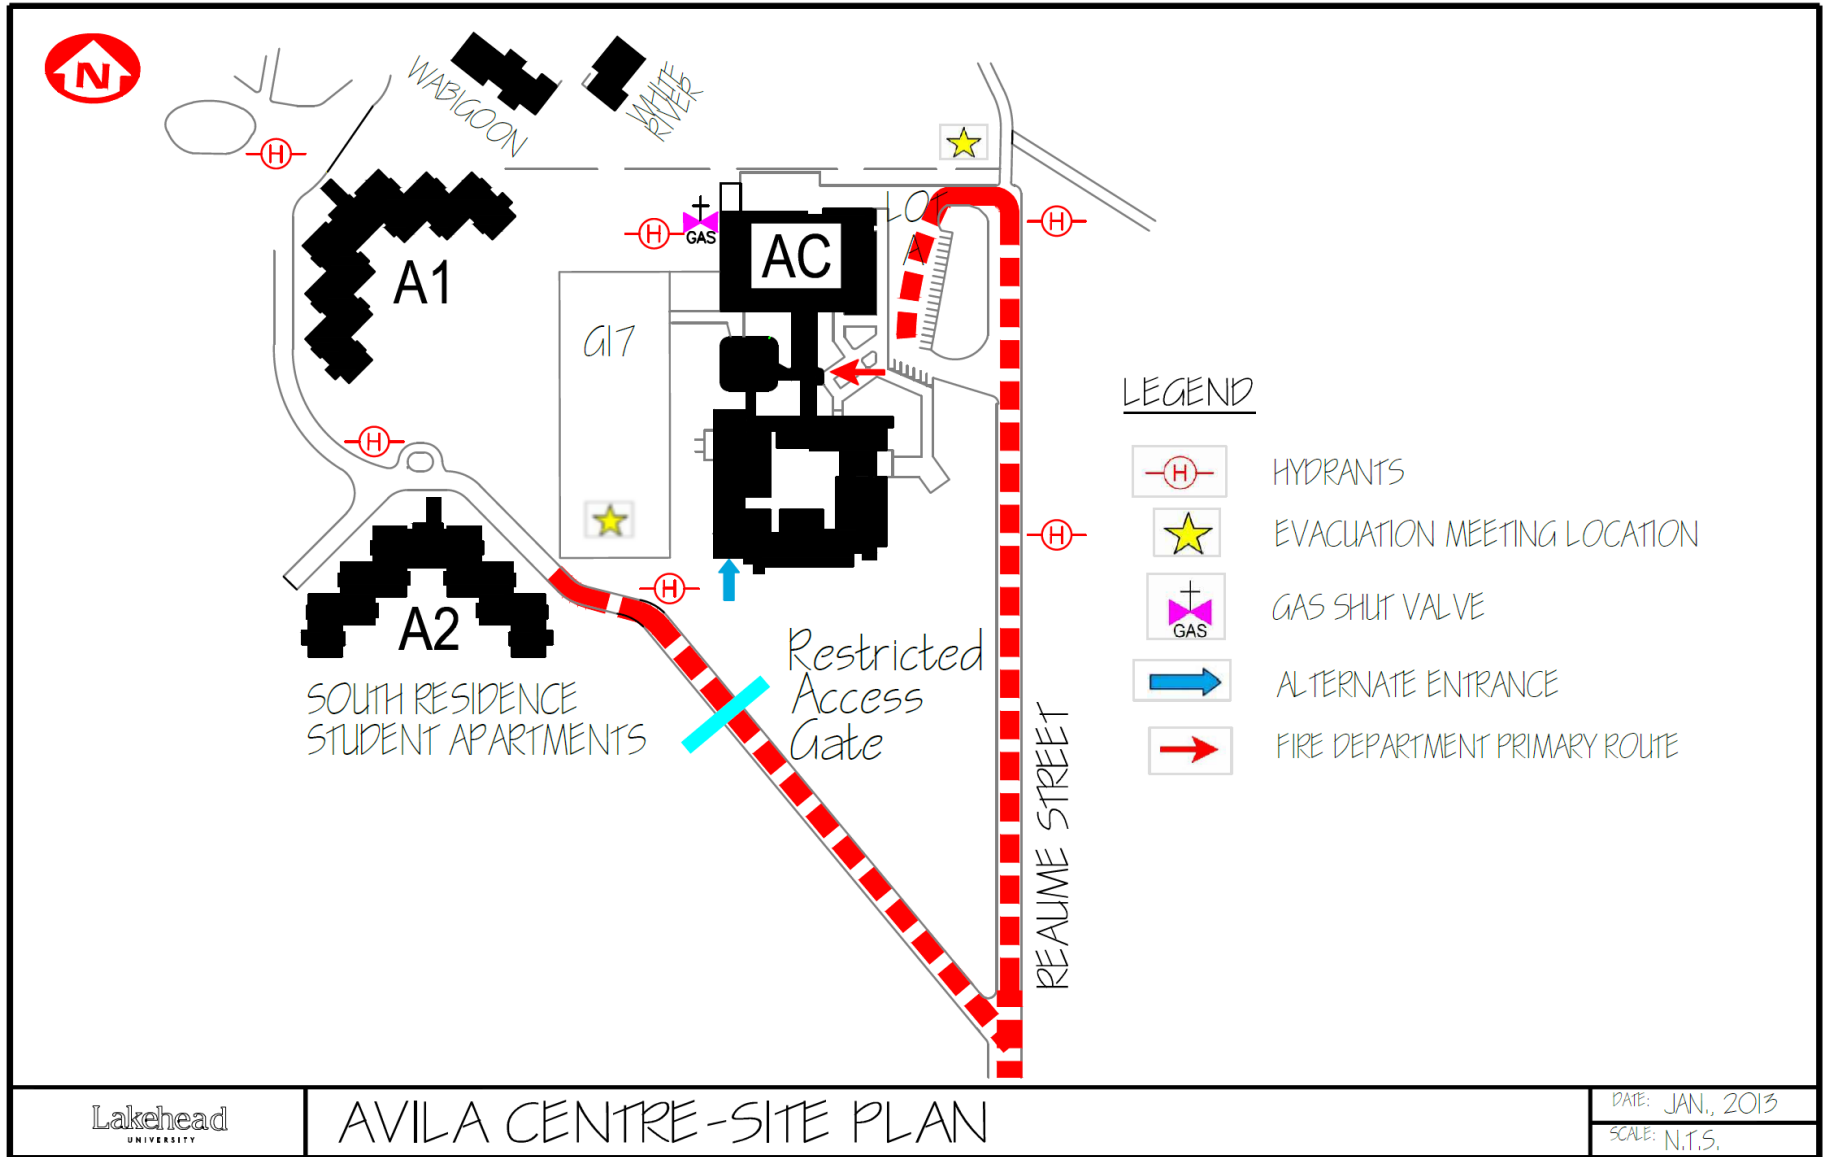 N
WABIGOON
WHITE
RIVER
H
H
GAS
AC
LOT
A
H
A1
G17
H
LEGEND
H HYDRANTS
EVACUATION MEETING LOCATION
H
H
GAS GAS SHUT VALVE
A2
Restricted
Access
Gate
ALTERNATE ENTRANCE
SOUTH RESIDENCE
STUDENT APARTMENTS
FIRE DEPARTMENT PRIMARY ROUTE
REAUME STREET
Lakehead
UNIVERSITY
AVILA CENTRE-SITE PLAN
DATE: JAN., 2013
SCALE: N.T.S.